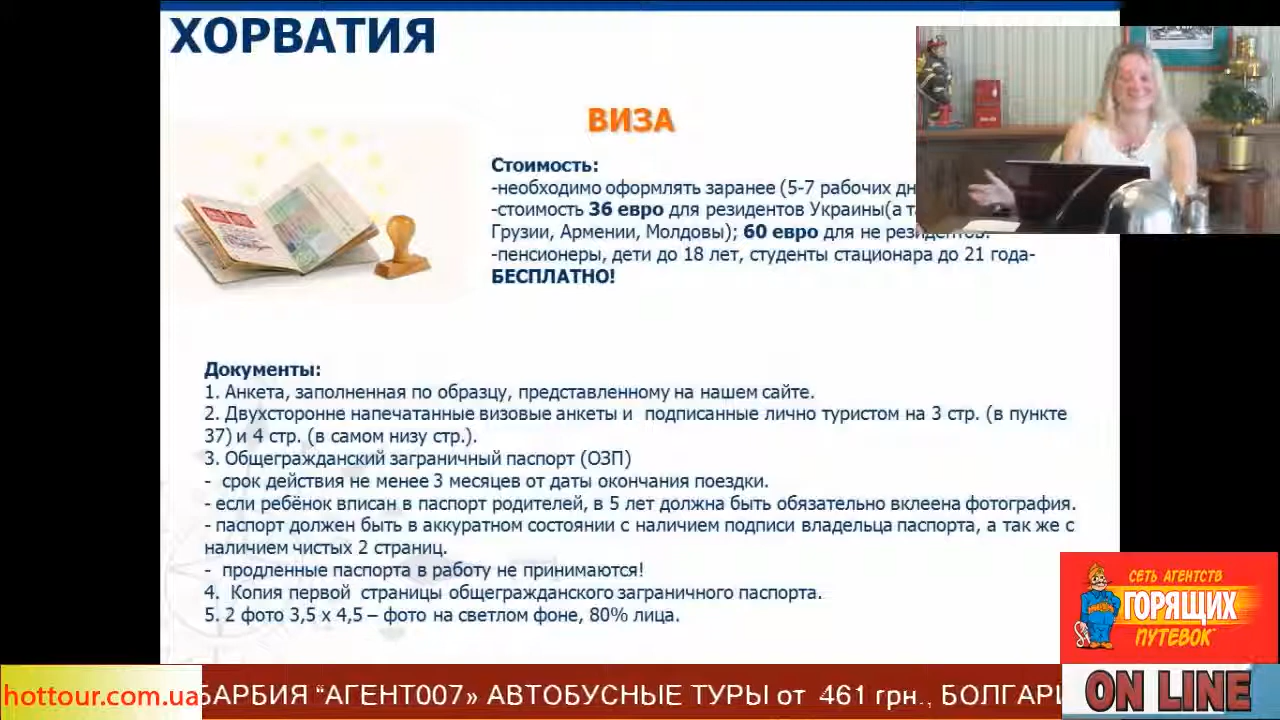 ХОРВАТИЯ
ВИЗА
Стоимость:
-необходимо оформлять заранее (5-7 рабочих
-стоимость 36 евро для резидентов Украины(а
Грузии, Армении, Молдовы); 60 евро для не резидентов.
-пенсионеры, дети до 18 лет, студенты стационара до 21 года-
БЕСПЛАТНО!
Документы:
1. Анкета, заполненная по образцу, представленному на нашем сайте.
2. Двухсторонне напечатанные визовые анкеты и подписанные лично туристом на 3 стр. (в пункте
37) и 4 стр. (в самом низу стр.).
3. Общегражданский заграничный паспорт (ОЗП)
- срок действия не менее 3 месяцев от даты окончания поездки.
- если ребёнок вписан в паспорт родителей, в 5 лет должна быть обязательно вклеена фотография.
- паспорт должен быть в аккуратном состоянии с наличием подписи владельца паспорта, а так же с
наличием чистых 2 страниц.
- продленные паспорта в работу не принимаются!
4. Копия первой страницы общегражданского заграничного паспорта.
5. 2 фото 3,5 х 4,5 – фото на светлом фоне, 80% лица.
СЕТЬ АГЕНТСТВ
ГОРЯЩИХ
ПУТЕВОК
hottour.com.ua
БАРБИЯ “АГЕНТ007» АВТОБУСНЫЕ ТУРЫ от 461 грн., БОЛГАРИ
ON LINE